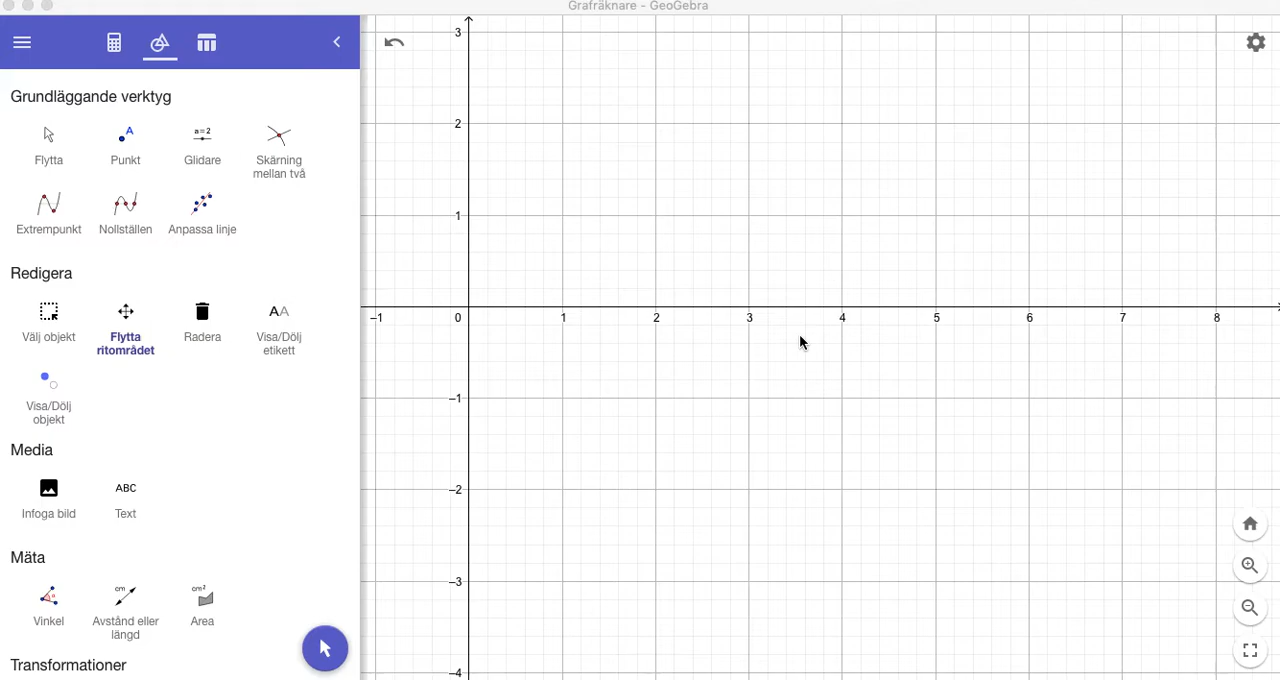 Grafräknare - GeoGebra
Grundläggande verktyg
A
a=2
Flytta
Punkt
Glidare
Skärning
mellan två
Extrempunkt
Nollställen
Anpassa linje
Redigera
AA
Välj objekt
Flytta
ritområdet
Radera
Visa/Dölj
etikett
Visa/Dölj
objekt
Media
ABC
Infoga bild
Text
Mäta
cm
cm²
Vinkel
Avstånd eller
längd
Area
Transformationer
3
2
1
−1 0 1 2 3 4 5 6 7 8
−1
−2
−3
−4